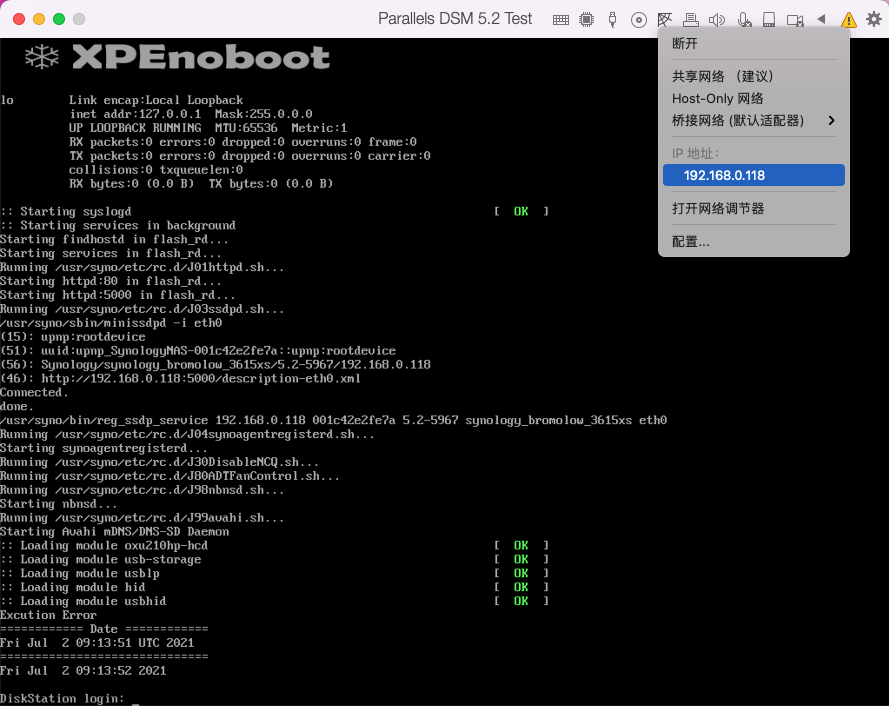 Parallels DSM 5.2 Test
断开
共享网络 （建议）
Host-Only 网络
桥接网络 (默认适配器)
IP 地址：
192.168.0.118
打开网络调节器
配置...
XPEnoboot
lo        Link encap:Local Loopback
inet addr:127.0.0.1  Mask:255.0.0.0
UP LOOPBACK RUNNING  MTU:65536  Metric:1
RX packets:0 errors:0 dropped:0 overruns:0 frame:0
TX packets:0 errors:0 dropped:0 overruns:0 carrier:0
collisions:0 txqueuelen:0
RX bytes:0 (0.0 B)  TX bytes:0 (0.0 B)
:: Starting syslogd [  OK  ]
:: Starting services in background
Starting findhostd in flash_rd...
Starting services in flash_rd...
Running /usr/syno/etc/rc.d/J01httpd.sh...
Starting httpd:80 in flash_rd...
Starting httpd:5000 in flash_rd...
Running /usr/syno/etc/rc.d/J03ssdpd.sh...
/usr/syno/sbin/minissdpd -i eth0
(15): upnp:rootdevice
(51): uuid:upnp_SynologyNAS-001c42e2fe7a::upnp:rootdevice
(56): Synology/synology_bromolow_3615xs/5.2-5967/192.168.0.118
(46): http://192.168.0.118:5000/description-eth0.xml
Connected.
done.
/usr/syno/bin/reg_ssdp_service 192.168.0.118 001c42e2fe7a 5.2-5967 synology_bromolow_3615xs eth0
Running /usr/syno/etc/rc.d/J04synoagentregisterd.sh...
Starting synoagentregisterd...
Running /usr/syno/etc/rc.d/J30DisableNCQ.sh...
Running /usr/syno/etc/rc.d/J80ADTFanControl.sh...
Running /usr/syno/etc/rc.d/J98nbnsd.sh...
Starting nbnsd...
Running /usr/syno/etc/rc.d/J99avahi.sh...
Starting Avahi mDNS/DNS-SD Daemon
:: Loading module oxu210hp-hcd [  OK  ]
:: Loading module usb-storage [  OK  ]
:: Loading module usblp [  OK  ]
:: Loading module hid [  OK  ]
:: Loading module usbhid [  OK  ]
Excution Error
============ Date ============
Fri Jul  2 09:13:51 UTC 2021
==============================
Fri Jul  2 09:13:52 2021
DiskStation login: _